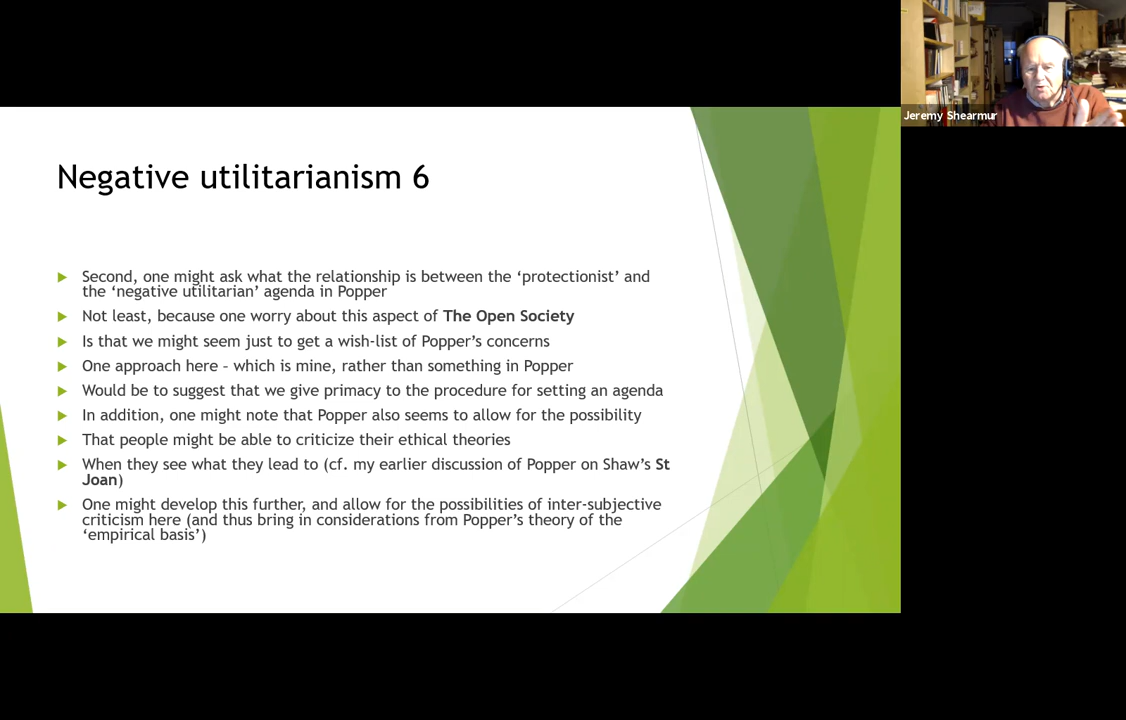 Jeremy Shearmur
Negative utilitarianism 6
Second, one might ask what the relationship is between the ‘protectionist’ and
the ‘negative utilitarian’ agenda in Popper
Not least, because one worry about this aspect of The Open Society
Is that we might seem just to get a wish-list of Popper’s concerns
One approach here – which is mine, rather than something in Popper
Would be to suggest that we give primacy to the procedure for setting an agenda
In addition, one might note that Popper also seems to allow for the possibility
That people might be able to criticize their ethical theories
When they see what they lead to (cf. my earlier discussion of Popper on Shaw’s St
Joan)
One might develop this further, and allow for the possibilities of inter-subjective
criticism here (and thus bring in considerations from Popper’s theory of the
‘empirical basis’)